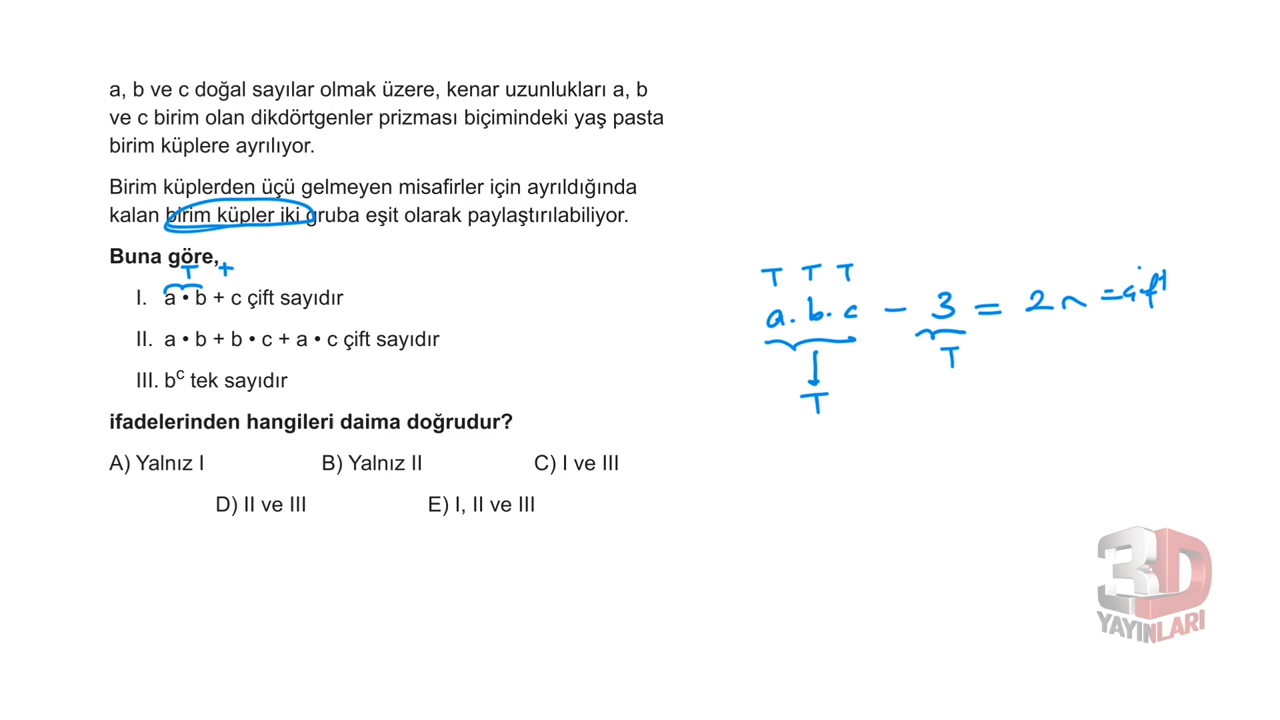 a, b ve c doğal sayılar olmak üzere, kenar uzunlukları a, b
ve c birim olan dikdörtgenler prizması biçimindeki yaş pasta
birim küplere ayrılıyor.
Birim küplerden üçü gelmeyen misafirler için ayrıldığında
kalan birim küpler iki gruba eşit olarak paylaştırılabiliyor.
Buna göre,
T +
I. a • b + c çift sayıdır
II. a • b + b • c + a • c çift sayıdır
III. b^c tek sayıdır
ifadelerinden hangileri daima doğrudur?
A) Yalnız I B) Yalnız II C) I ve III
D) II ve III E) I, II ve III
T T T
a. b. c - 3 = 2n = çift
T
T
3D
YAYINLARI